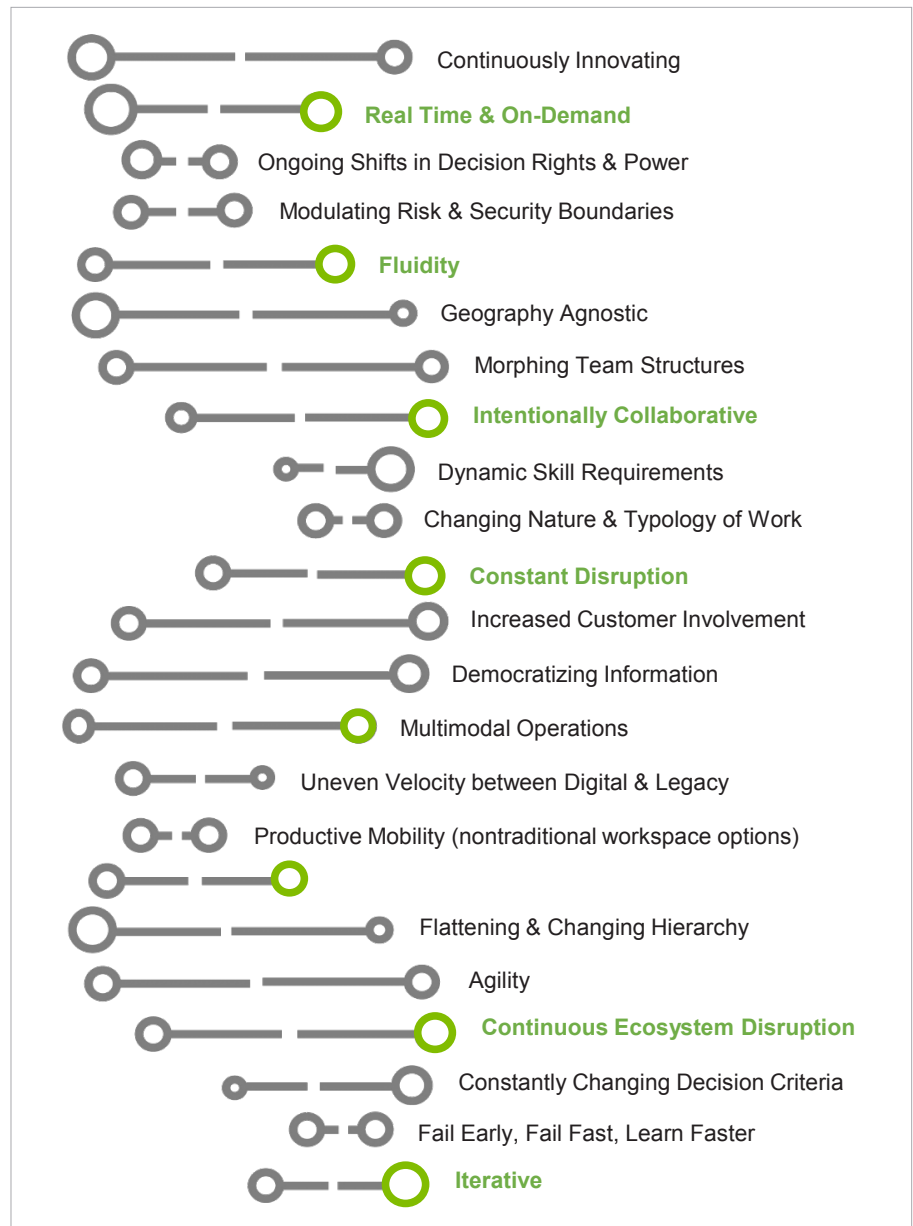 Continuously Innovating
Real Time & On-Demand
Ongoing Shifts in Decision Rights & Power
Modulating Risk & Security Boundaries
Fluidity
Geography Agnostic
Morphing Team Structures
Intentionally Collaborative
Dynamic Skill Requirements
Changing Nature & Typology of Work
Constant Disruption
Increased Customer Involvement
Democratizing Information
Multimodal Operations
Uneven Velocity between Digital & Legacy
Productive Mobility (nontraditional workspace options)
Flattening & Changing Hierarchy
Agility
Continuous Ecosystem Disruption
Constantly Changing Decision Criteria
Fail Early, Fail Fast, Learn Faster
Iterative